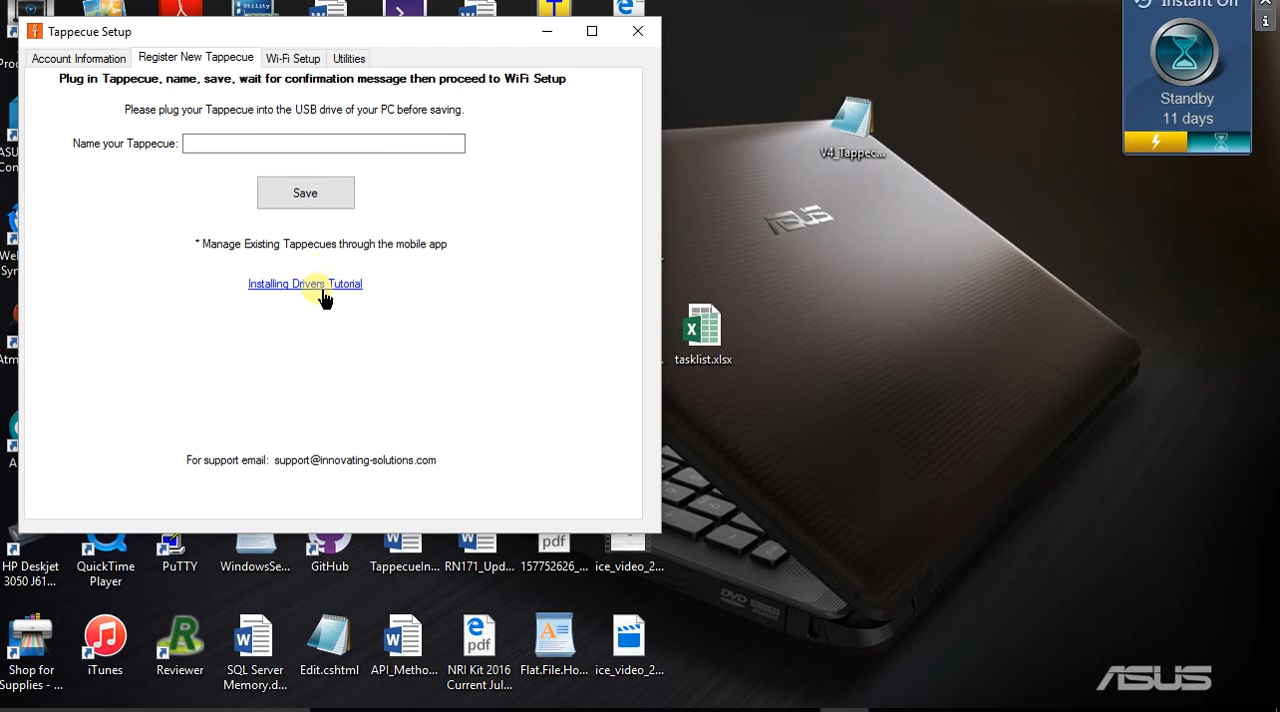 Tappecue Setup
Account Information
Register New Tappecue
Wi-Fi Setup
Utilities
Plug in Tappecue, name, save, wait for confirmation message then proceed to WiFi Setup
Please plug your Tappecue into the USB drive of your PC before saving.
Name your Tappecue:
Save
* Manage Existing Tappecues through the mobile app
Installing Drivers Tutorial
For support email: support@innovating-solutions.com
Instant On
Standby
11 days
V4_Tappec...
ASUS
tasklist.xlsx
HP Deskjet
3050 J61...
QuickTime
Player
PuTTY
WindowsSe...
GitHub
TappecueIn...
RN171_Upd...
pdf
157752626_...
ice_video_2...
Shop for
Supplies - ...
iTunes
Reviewer
SQL Server
Memory.d...
Edit.cshtml
API_Metho...
pdf
NRI Kit 2016
Current Jul...
Flat.File.Ho...
ice_video_2...
ASUS